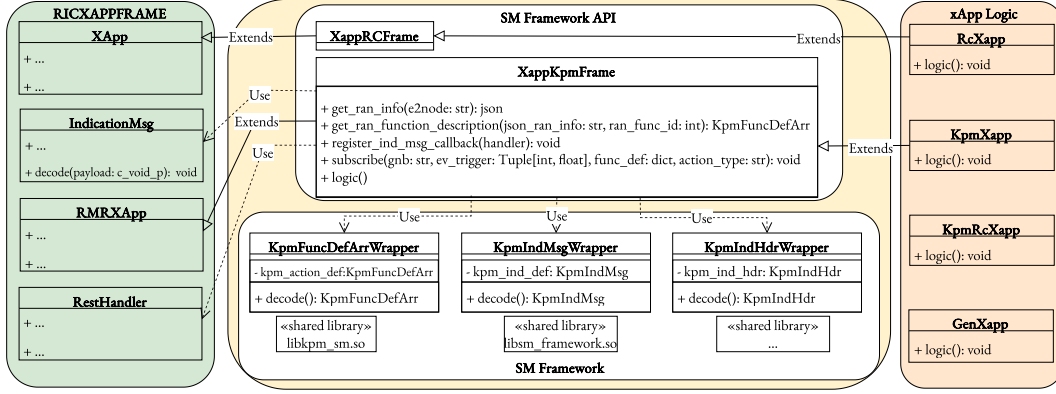 RICXAPPFRAME
XApp
+ ...
+ ...
IndicationMsg
+ ...
+ decode(payload: c_void_p): void
RMRXApp
+ ...
+ ...
RestHandler
+ ...
+ ...
Extends
Use
Extends
Use
SM Framework API
XappRCFrame
XappKpmFrame
+ get_ran_info(e2node: str): json
+ get_ran_function_description(json_ran_info: str, ran_func_id: int): KpmFuncDefArr
+ register_ind_msg_callback(handler): void
+ subscribe(gnb: str, ev_trigger: Tuple[int, float], func_def: dict, action_type: str): void
+ logic()
Use
Use
Use
KpmFuncDefArrWrapper
- kpm_action_def:KpmFuncDefArr
+ decode(): KpmFuncDefArr
«shared library»
libkpm_sm.so
KpmIndMsgWrapper
- kpm_ind_def: KpmIndMsg
+ decode(): KpmIndMsg
«shared library»
libsm_framework.so
KpmIndHdrWrapper
- kpm_ind_hdr: KpmIndHdr
+ decode(): KpmIndHdr
«shared library»
...
SM Framework
Extends
Extends
xApp Logic
RcXapp
+ logic(): void
KpmXapp
+ logic(): void
KpmRcXapp
+ logic(): void
GenXapp
+ logic(): void